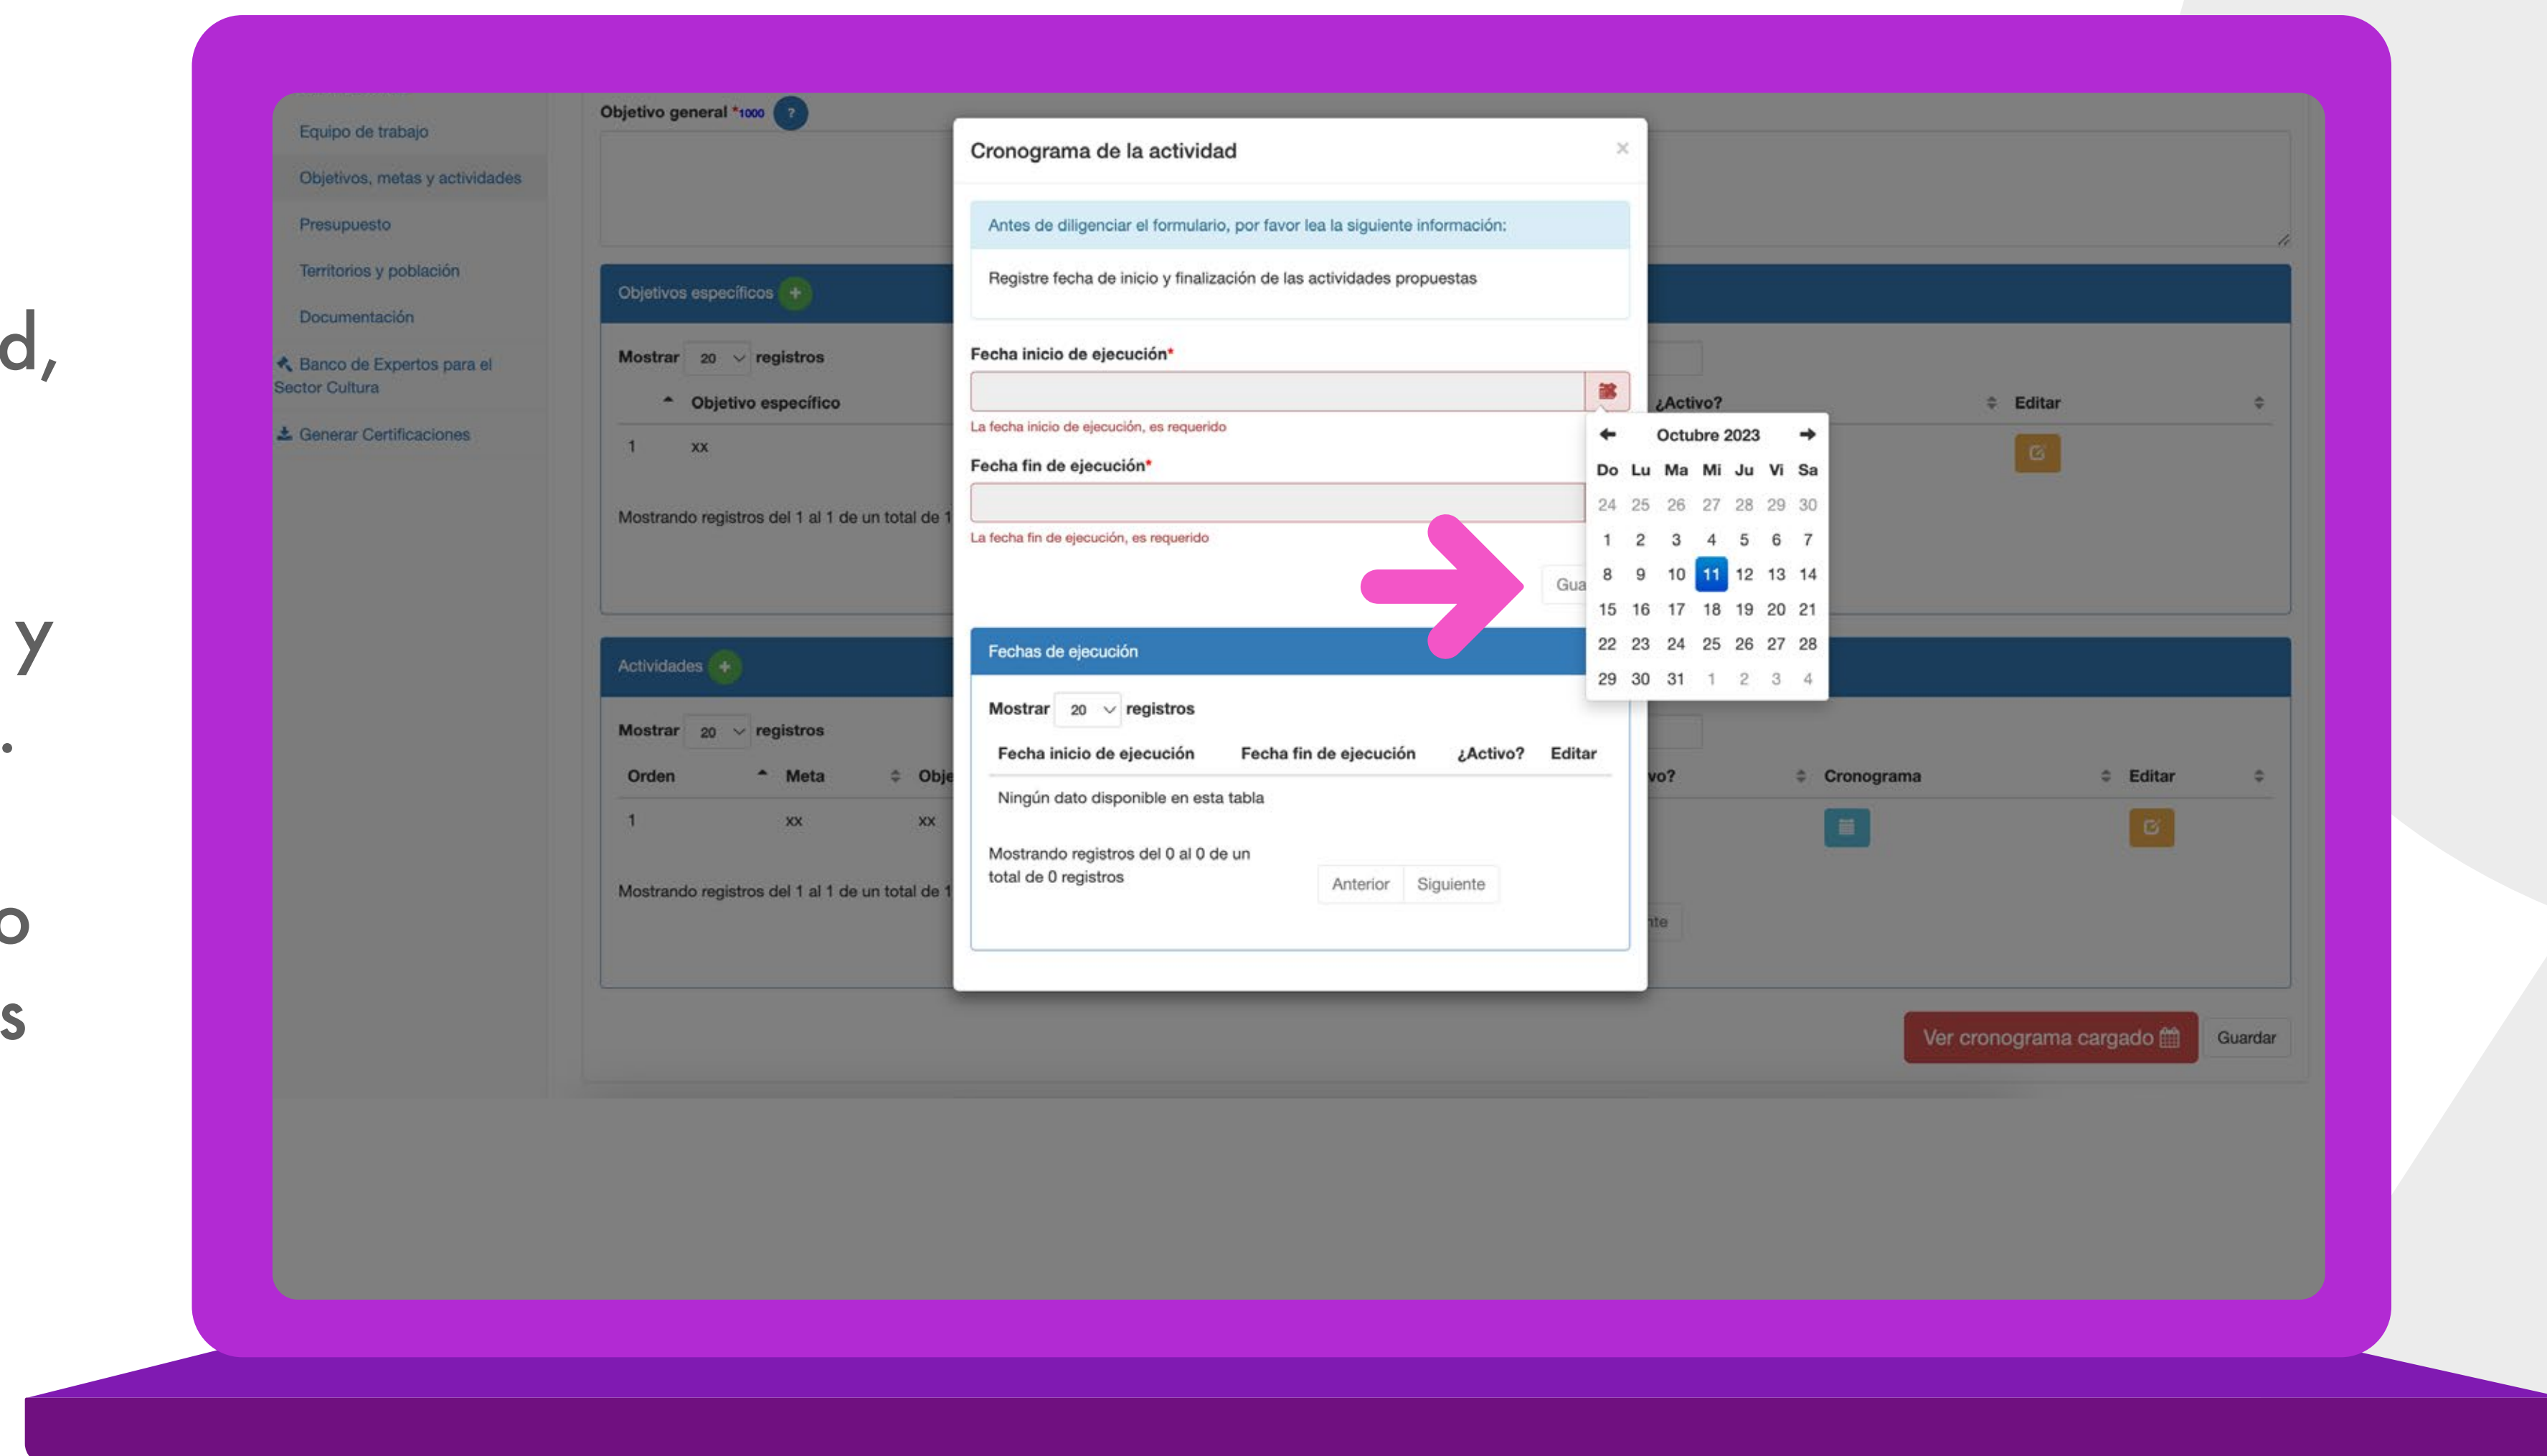 d,
y
.
o
s
Equipo de trabajo
Objetivos, metas y actividades
Presupuesto
Territorios y población
Documentación
Banco de Expertos para el
Sector Cultura
Generar Certificaciones
Objetivo general *1000 ?
Objetivos específicos +
Mostrar 20 registros
Objetivo específico
¿Activo? Editar
1 xx
Mostrando registros del 1 al 1 de un total de 1
Actividades +
Mostrar 20 registros
Orden Meta Obje
vo? Cronograma Editar
1 xx xx
Mostrando registros del 1 al 1 de un total de 1
nte
Ver cronograma cargado Guardar
Cronograma de la actividad ×
Antes de diligenciar el formulario, por favor lea la siguiente información:
Registre fecha de inicio y finalización de las actividades propuestas
Fecha inicio de ejecución*
La fecha inicio de ejecución, es requerido
Fecha fin de ejecución*
La fecha fin de ejecución, es requerido
Gua
Octubre 2023
Do Lu Ma Mi Ju Vi Sa
24 25 26 27 28 29 30
1 2 3 4 5 6 7
8 9 10 11 12 13 14
15 16 17 18 19 20 21
22 23 24 25 26 27 28
29 30 31 1 2 3 4
Fechas de ejecución
Mostrar 20 registros
Fecha inicio de ejecución Fecha fin de ejecución ¿Activo? Editar
Ningún dato disponible en esta tabla
Mostrando registros del 0 al 0 de un
total de 0 registros
Anterior Siguiente